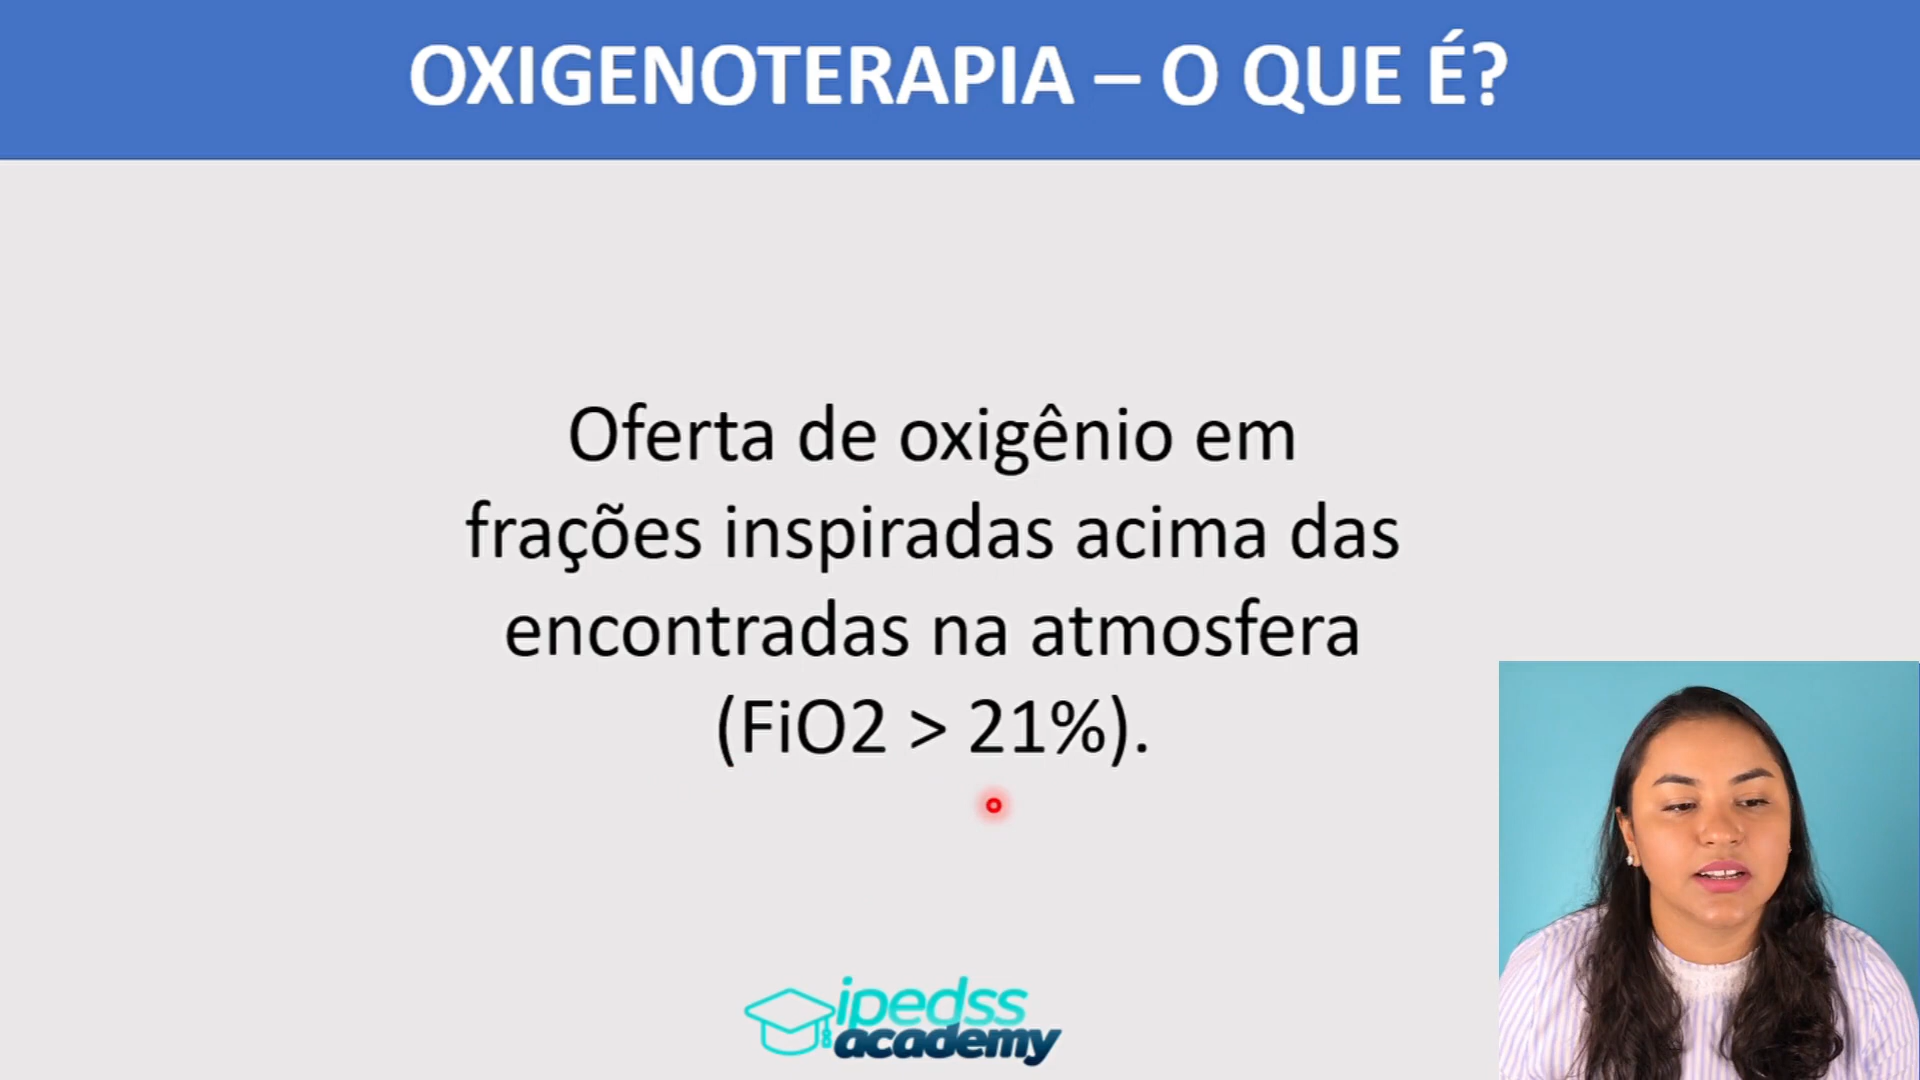 OXIGENOTERAPIA – O QUE É?
Oferta de oxigênio em
frações inspiradas acima das
encontradas na atmosfera
(FiO2 > 21%).
ipedss
academy